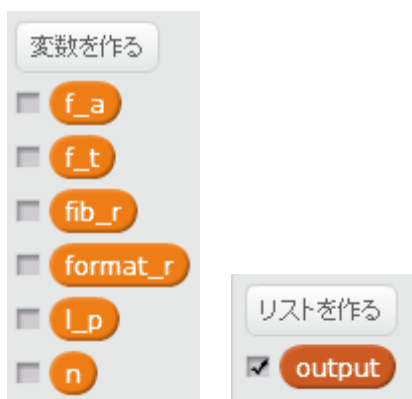 変数を作る
f_a
f_t
fib_r
format_r
l_p
n
リストを作る
output